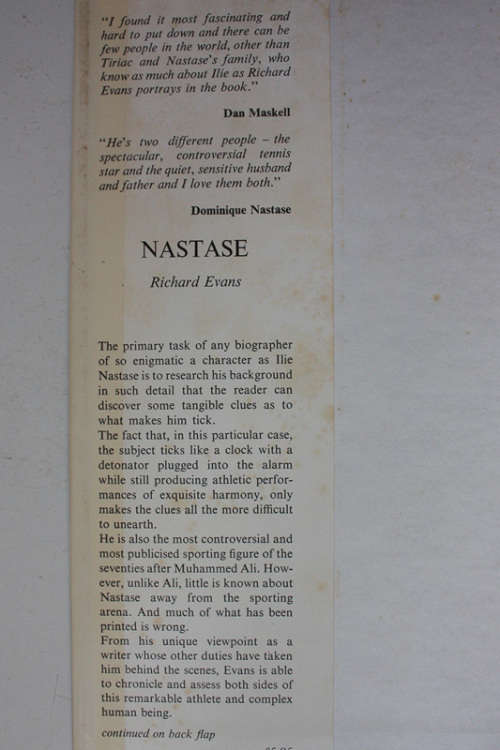 "I found it most fascinating and
hard to put down and there can be
few people in the world, other than
Tiriac and Nastase's family, who
know as much about Ilie as Richard
Evans portrays in the book."
Dan Maskell
"He's two different people – the
spectacular, controversial tennis
star and the quiet, sensitive husband
and father and I love them both."
Dominique Nastase
NASTASE
Richard Evans
The primary task of any biographer
of so enigmatic a character as Ilie
Nastase is to research his background
in such detail that the reader can
discover some tangible clues as to
what makes him tick.
The fact that, in this particular case,
the subject ticks like a clock with a
detonator plugged into the alarm
while still producing athletic perfor-
mances of exquisite harmony, only
makes the clues all the more difficult
to unearth.
He is also the most controversial and
most publicised sporting figure of the
seventies after Muhammed Ali. How-
ever, unlike Ali, little is known about
Nastase away from the sporting
arena. And much of what has been
printed is wrong.
From his unique viewpoint as a
writer whose other duties have taken
him behind the scenes, Evans is able
to chronicle and assess both sides of
this remarkable athlete and complex
human being.
continued on back flap